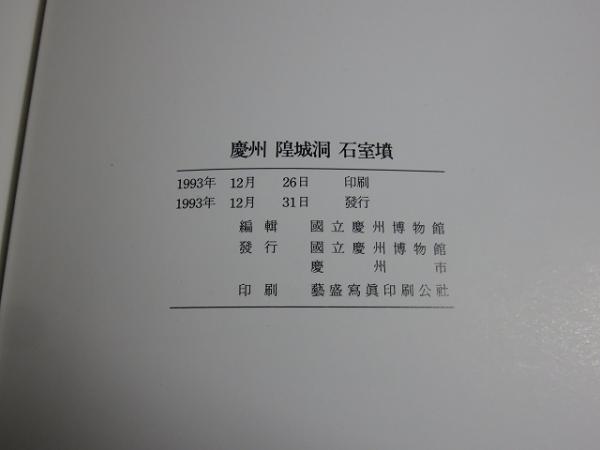 慶州 隍城洞 石室墳
1993年 12月 26日 印刷
1993年 12月 31日 發行
編輯 國立慶州博物館
發行 國立慶州博物館
慶州市
印刷 藝盛寫眞印刷公社